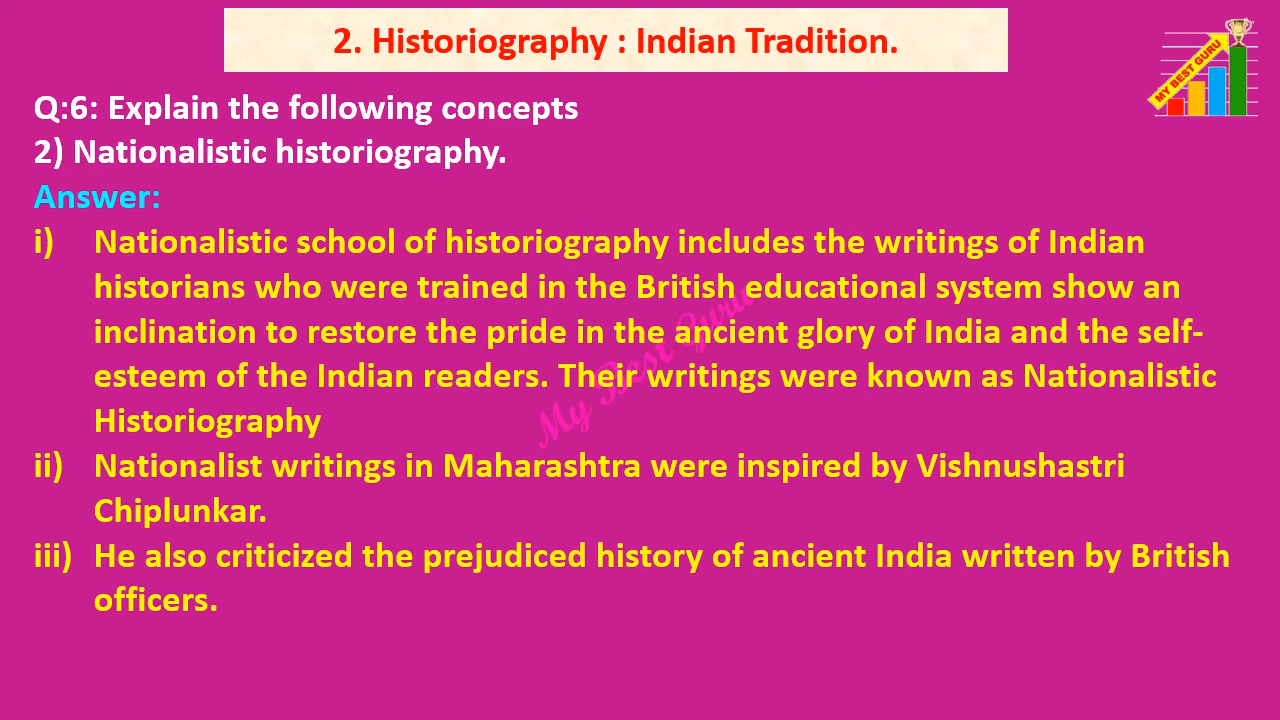 2. Historiography : Indian Tradition.
MY BEST GURU
Q:6: Explain the following concepts
2) Nationalistic historiography.
Answer:
i) Nationalistic school of historiography includes the writings of Indian
historians who were trained in the British educational system show an
inclination to restore the pride in the ancient glory of India and the self-
esteem of the Indian readers. Their writings were known as Nationalistic
Historiography
My Best Guru
ii) Nationalist writings in Maharashtra were inspired by Vishnushastri
Chiplunkar.
iii) He also criticized the prejudiced history of ancient India written by British
officers.